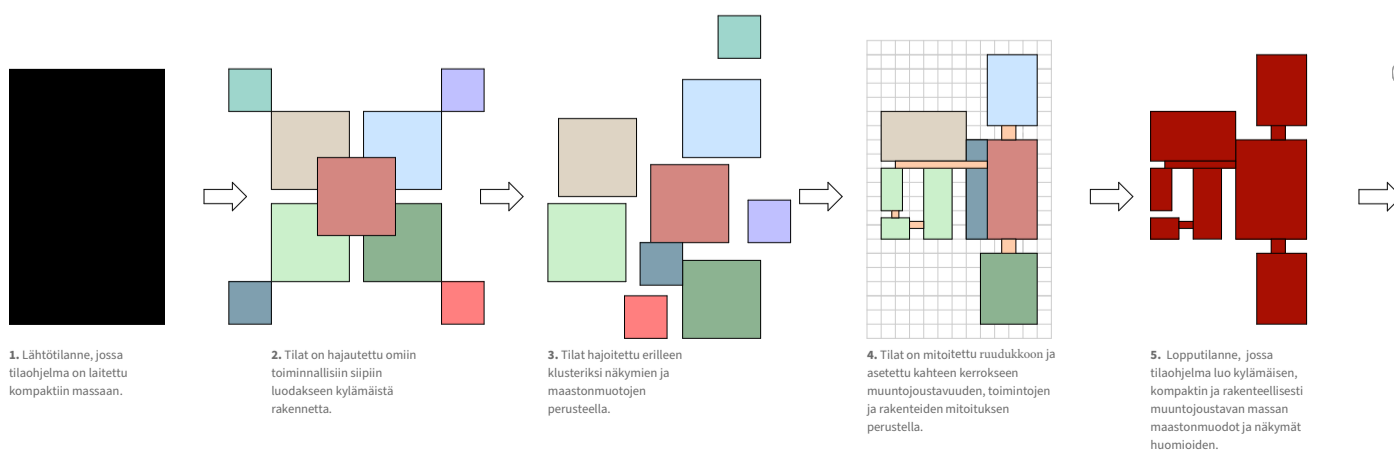 1. Lähtötilanne, jossa
tilaohjelma on laitettu
kompaktiin massaan.
2. Tilat on hajautettu omiin
toiminnallisiin siipiin
luodakseen kylämäistä
rakennetta.
3. Tilat hajoitettu erilleen
klusteriksi näkymien ja
maastonmuotojen
perusteella.
4. Tilat on mitoitettu ruudukkoon ja
asetettu kahteen kerrokseen
muuntojoustavuuden, toimintojen
ja rakenteiden mitoituksen
perustella.
5. Lopputilanne, jossa
tilaohjelma luo kylämäisen,
kompaktin ja rakenteellisesti
muuntojoustavan massan
maastonmuodot ja näkymät
huomioiden.